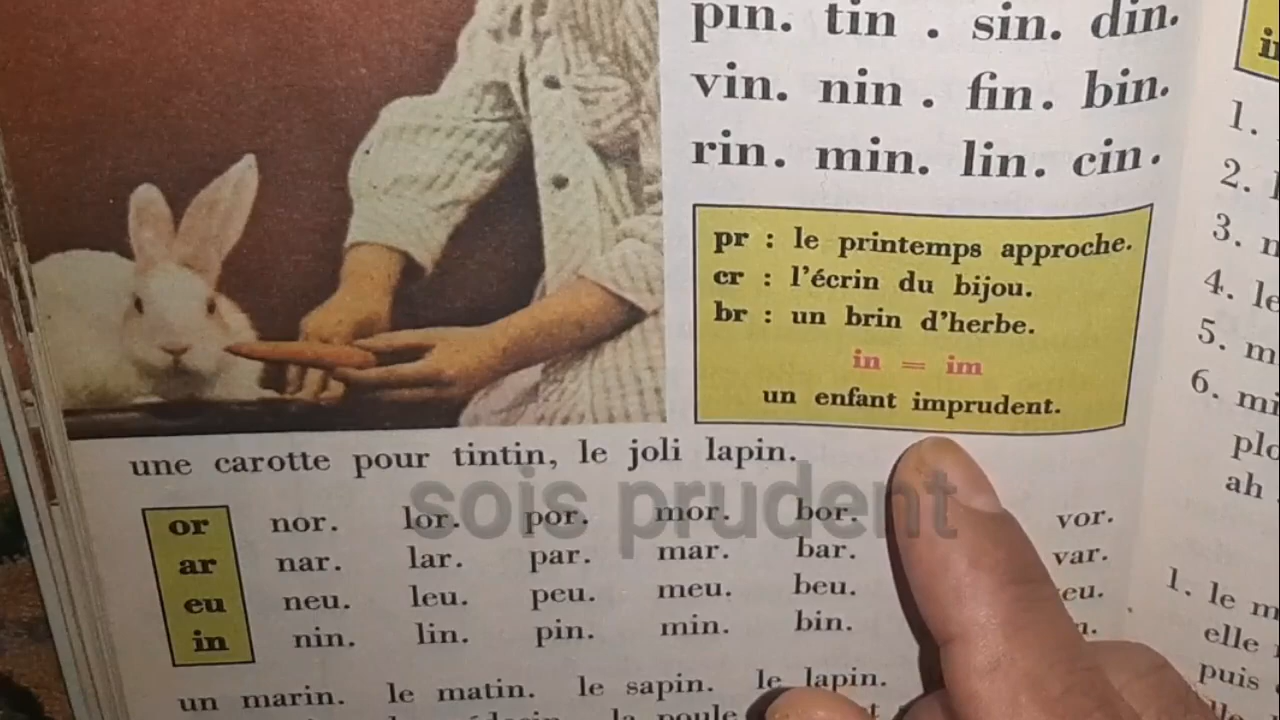 pin. tin . sin. din.
vin. nin . fin. bin.
rin. min. lin. cin.
pr : le printemps approche.
cr : l'écrin du bijou.
br : un brin d'herbe.
in = im
un enfant imprudent.
une carotte pour tintin, le joli lapin.
sois prudent
or nor. lor. por. mor. bor. vor.
ar nar. lar. par. mar. bar. var.
eu neu. leu. peu. meu. beu.
in nin. lin. pin. min. bin.
un marin. le matin. le sapin. le lapin.
la poule
1.
2.
3.
4. le
5.
6.
ah
1. le
elle
puis